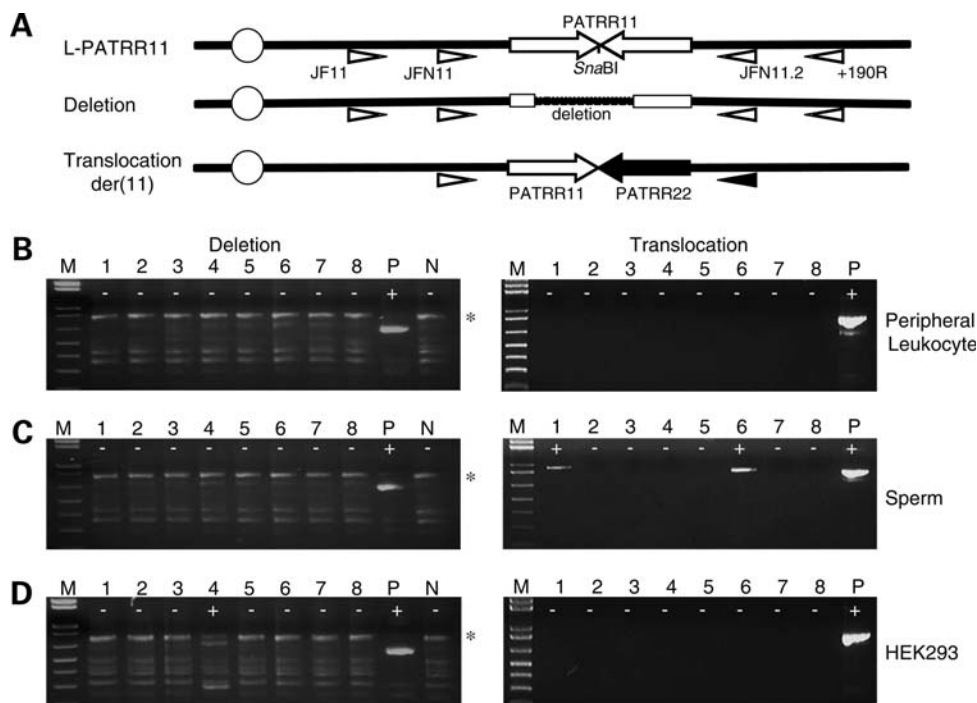 A
L-PATRR11
PATRR11
JF11
JFN11
SnaBI
JFN11.2
+190R
Deletion
deletion
Translocation
der(11)
PATRR11
PATRR22
B
Deletion
Translocation
M 1 2 3 4 5 6 7 8 P N
- - - - - - - - + -
*
M 1 2 3 4 5 6 7 8 P
- - - - - - - - +
Peripheral
Leukocyte
C
M 1 2 3 4 5 6 7 8 P N
- - - - - - - - + -
*
M 1 2 3 4 5 6 7 8 P
+ - - - - + - - +
Sperm
D
M 1 2 3 4 5 6 7 8 P N
- - - + - - - - + -
*
M 1 2 3 4 5 6 7 8 P
- - - - - - - - +
HEK293